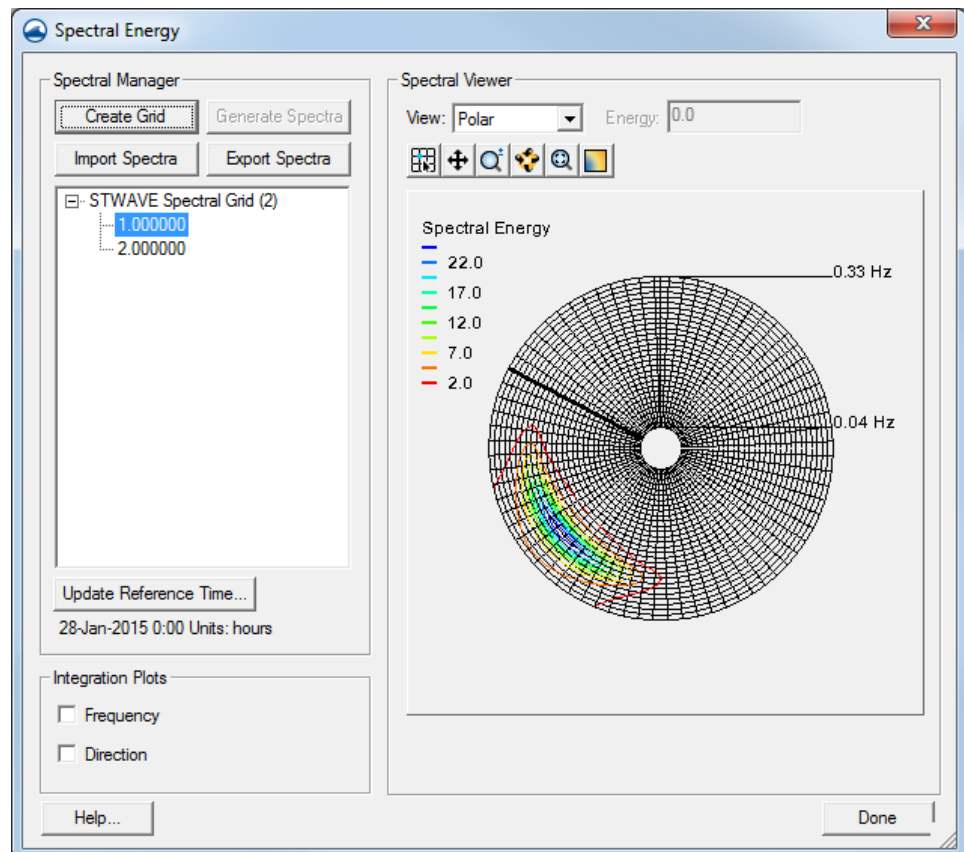 Spectral Energy
Spectral Manager
Create Grid
Generate Spectra
Import Spectra
Export Spectra
STWAVE Spectral Grid (2)
1.000000
2.000000
Update Reference Time...
28-Jan-2015 0:00 Units: hours
Integration Plots
Frequency
Direction
Help...
Spectral Viewer
View: Polar
Energy: 0.0
Spectral Energy
22.0
17.0
12.0
7.0
2.0
0.33 Hz
0.04 Hz
Done